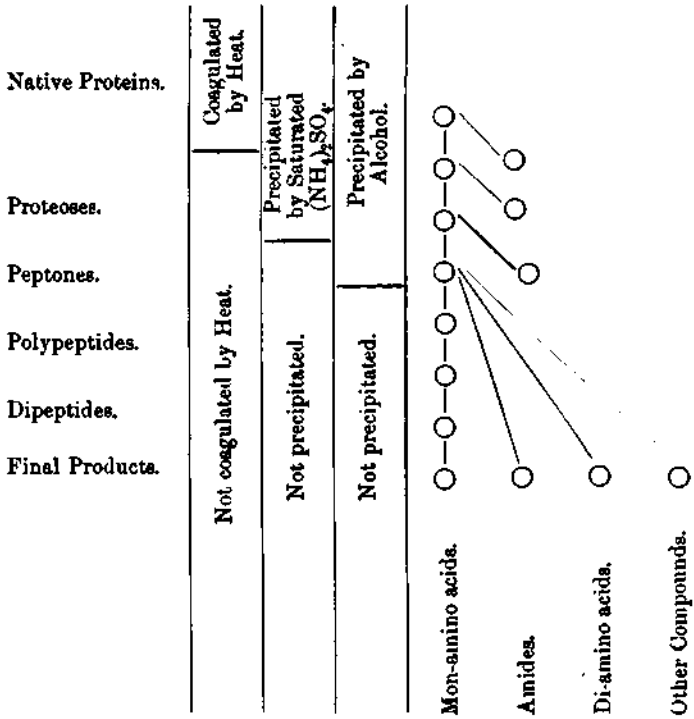 Native Proteins.
Proteoses.
Peptones.
Polypeptides.
Dipeptides.
Final Products.
Coagulated
by Heat.
Not coagulated by Heat.
Precipitated
by Saturated
(NH₄)₂SO₄.
Not precipitated.
Precipitated by
Alcohol.
Not precipitated.
Mon-amino acids.
Amides.
Di-amino acids.
Other Compounds.